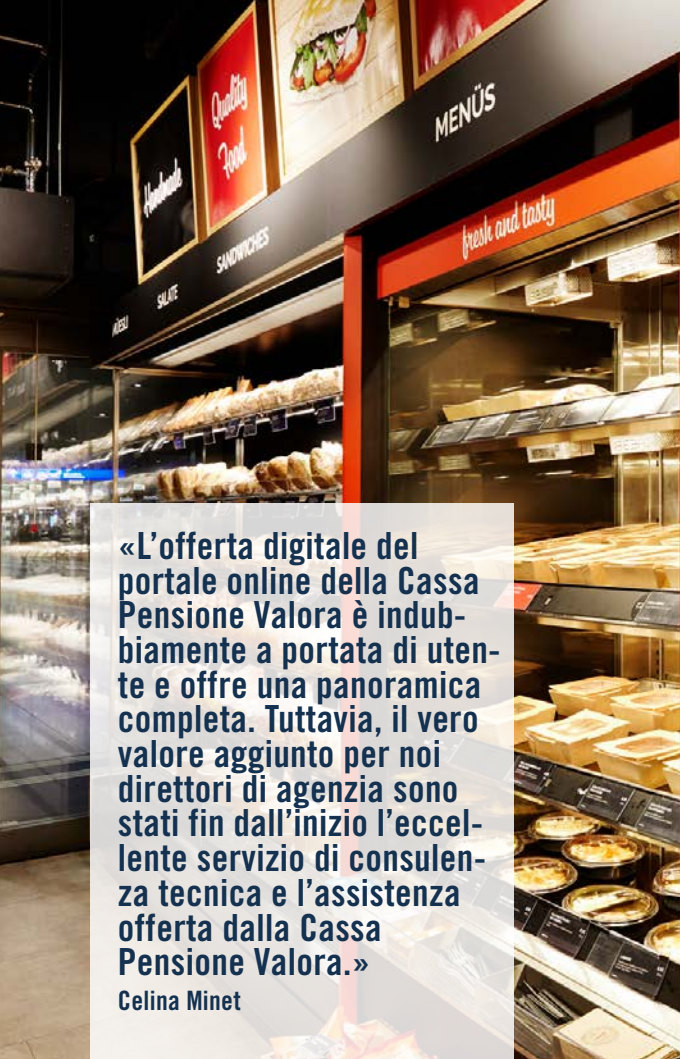 Quality
Food
Handmade
MENÜS
fresh and tasty
SANDWICHES
SALATE
MÜESLI
«L’offerta digitale del
portale online della Cassa
Pensione Valora è indub-
biamente a portata di uten-
te e offre una panoramica
completa. Tuttavia, il vero
valore aggiunto per noi
direttori di agenzia sono
stati fin dall’inizio l’eccel-
lente servizio di consulen-
za tecnica e l’assistenza
offerta dalla Cassa
Pensione Valora.»
Celina Minet